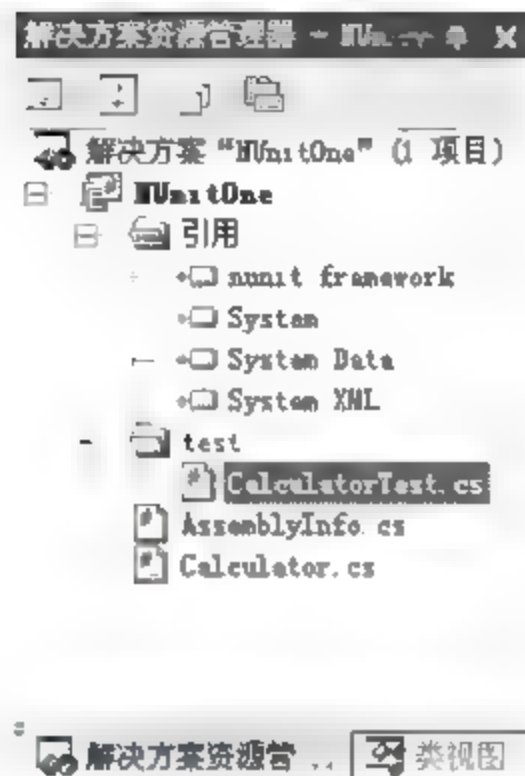 解决方案资源管理器 - NUn...
解决方案 “NUnitOne” (1 项目)
NUnitOne
引用
nunit framework
System
System Data
System XML
test
CalculatorTest.cs
AssemblyInfo.cs
Calculator.cs
解决方案资源管 ..
类视图